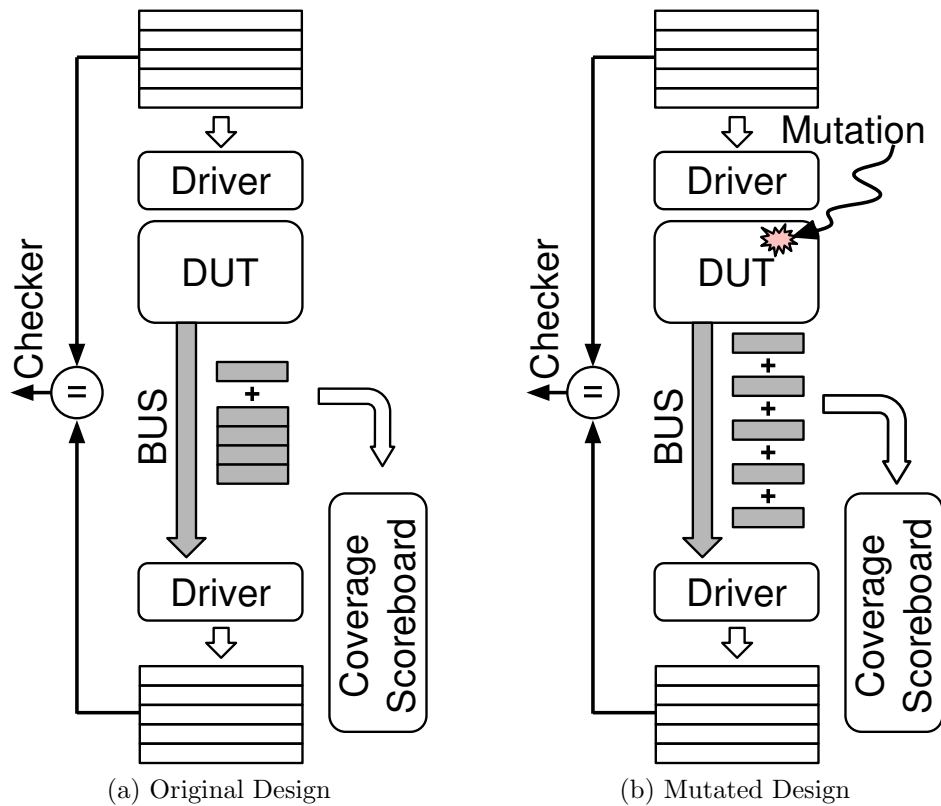 Driver
DUT
Checker
=
BUS
+
Driver
Coverage
Scoreboard
(a) Original Design
Mutation
Driver
DUT
Checker
=
BUS
+
+
+
+
Driver
Coverage
Scoreboard
(b) Mutated Design